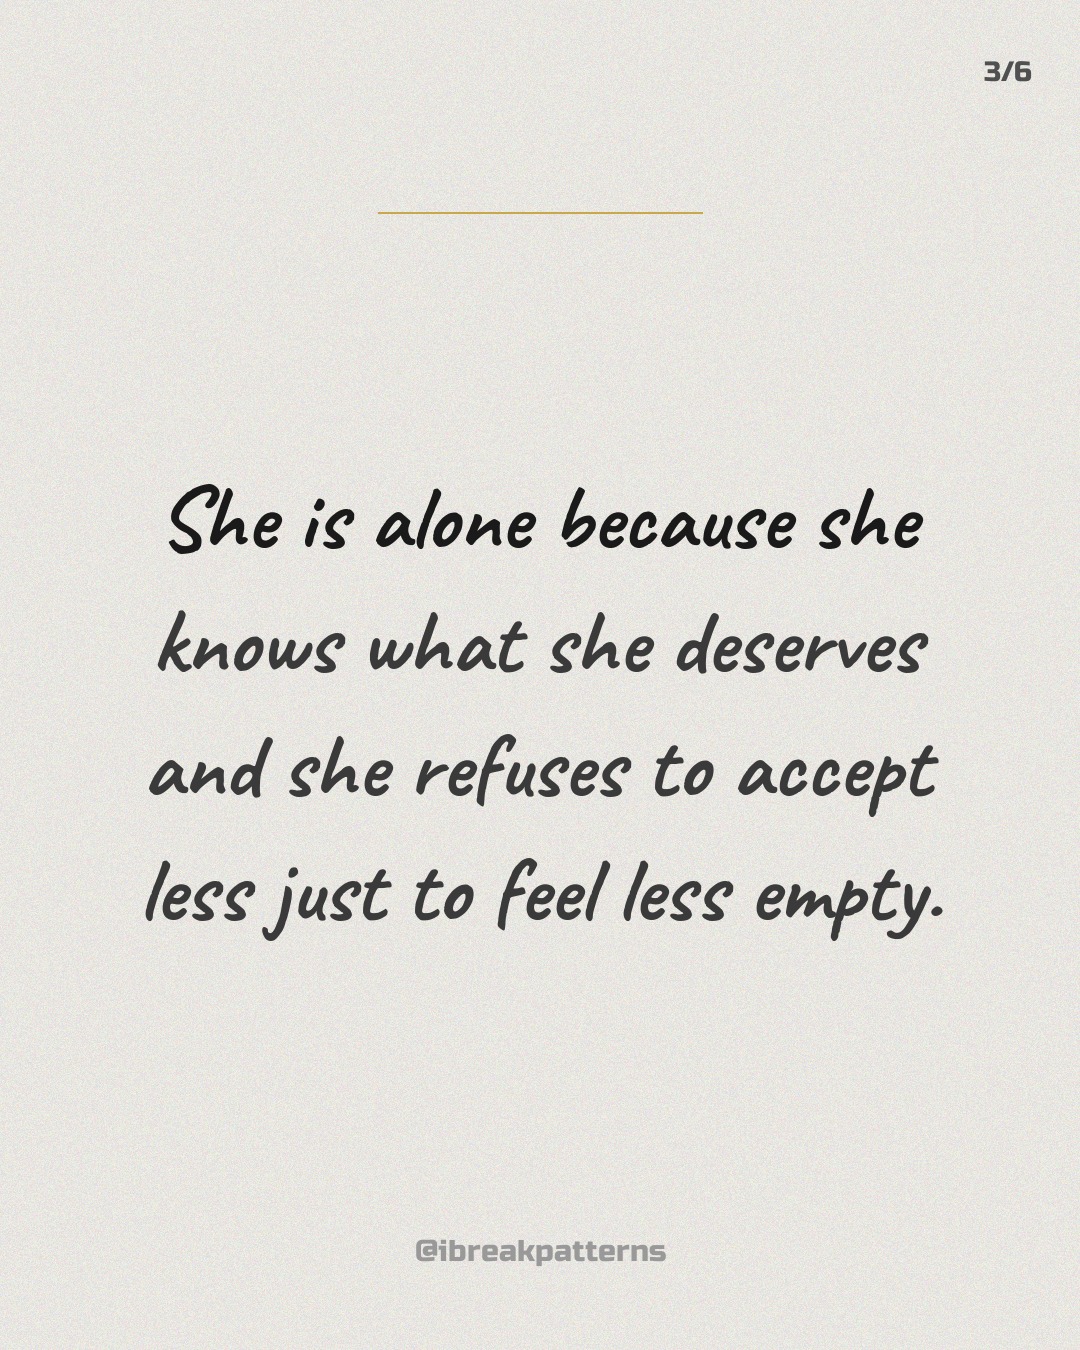 3/6
She is alone because she
knows what she deserves
and she refuses to accept
less just to feel less empty.
@ibreakpatterns